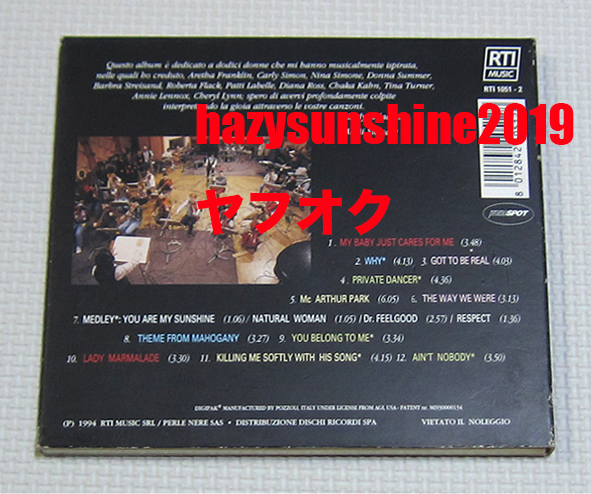 Questo album è dedicato a dodici donne che mi hanno musicalmente ispirata,
nelle quali ho creduto, Aretha Franklin, Carly Simon, Nina Simone, Donna Summer,
Barbra Streisand, Roberta Flack, Patti Labelle, Diana Ross, Chaka Kahn, Tina Turner,
Annie Lennox, Cheryl Lynn; spero di avervi profondamente colpite
interpretando la gioia attraverso le vostre canzoni.
RTI
MUSIC
RTI 1051 - 2
8 012842
hazysunshine2019
ヤフオク
SPOT
1. MY BABY JUST CARES FOR ME (3.48)
2. WHY* (4.13) 3. GOT TO BE REAL (4.03)
4. PRIVATE DANCER* (4.36)
5. Mc ARTHUR PARK (6.05) 6. THE WAY WE WERE (3.13)
7. MEDLEY*: YOU ARE MY SUNSHINE (1.06) / NATURAL WOMAN (1.05) / Dr. FEELGOOD (2.57) / RESPECT (1.36)
8. THEME FROM MAHOGANY (3.27) 9. YOU BELONG TO ME* (3.34)
10. LADY MARMALADE (3.30) 11. KILLING ME SOFTLY WITH HIS SONG* (4.15) 12. AIN'T NOBODY* (3.50)
DIGIPAK® MANUFACTURED BY POZZOLI, ITALY UNDER LICENSE FROM AGI, USA - PATENT nr. MI93U000134
(P) 1994 RTI MUSIC SRL / PERLE NERE SAS • DISTRIBUZIONE DISCHI RICORDI SPA VIETATO IL NOLEGGIO